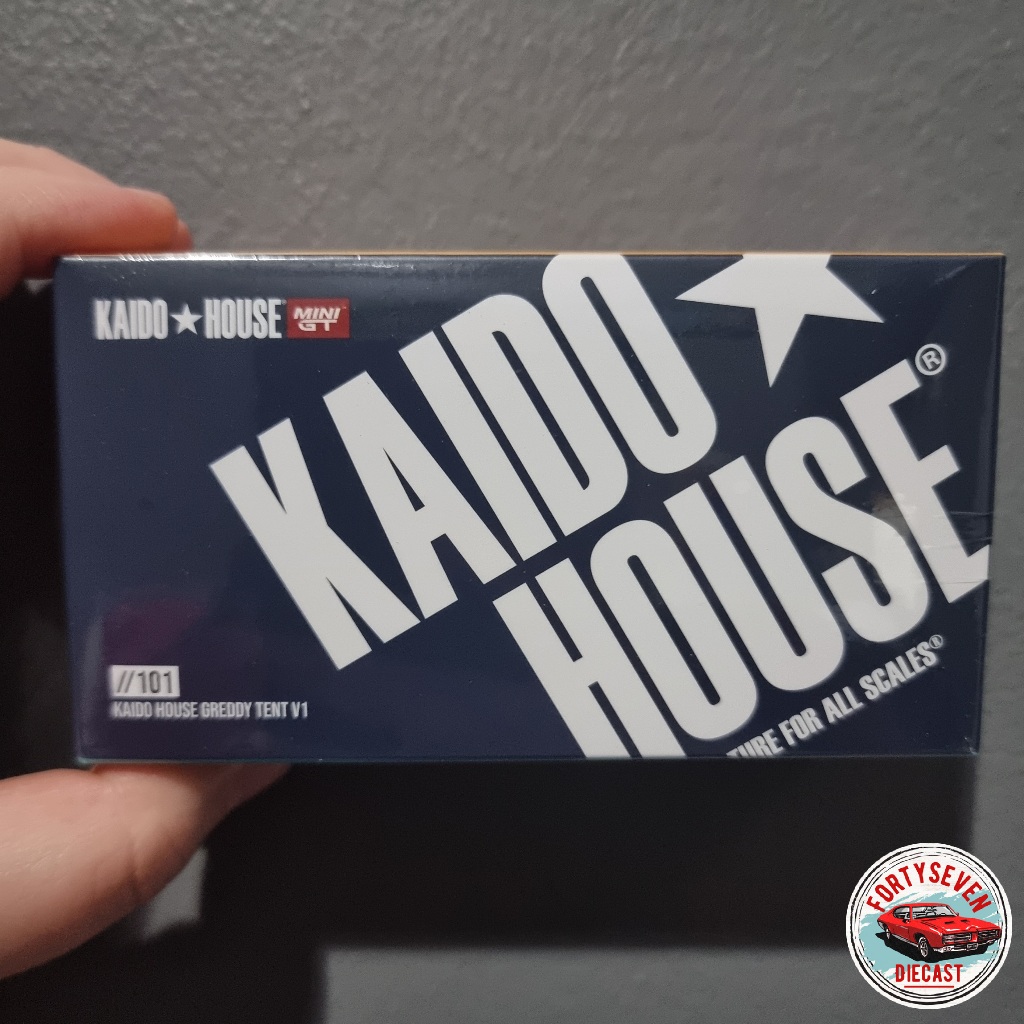 KAIDO★HOUSE MINI GT
KAIDO★
HOUSE®
TURE FOR ALL SCALES®
//101
KAIDO HOUSE GREDDY TENT V1
FORTYSEVEN
DIECAST